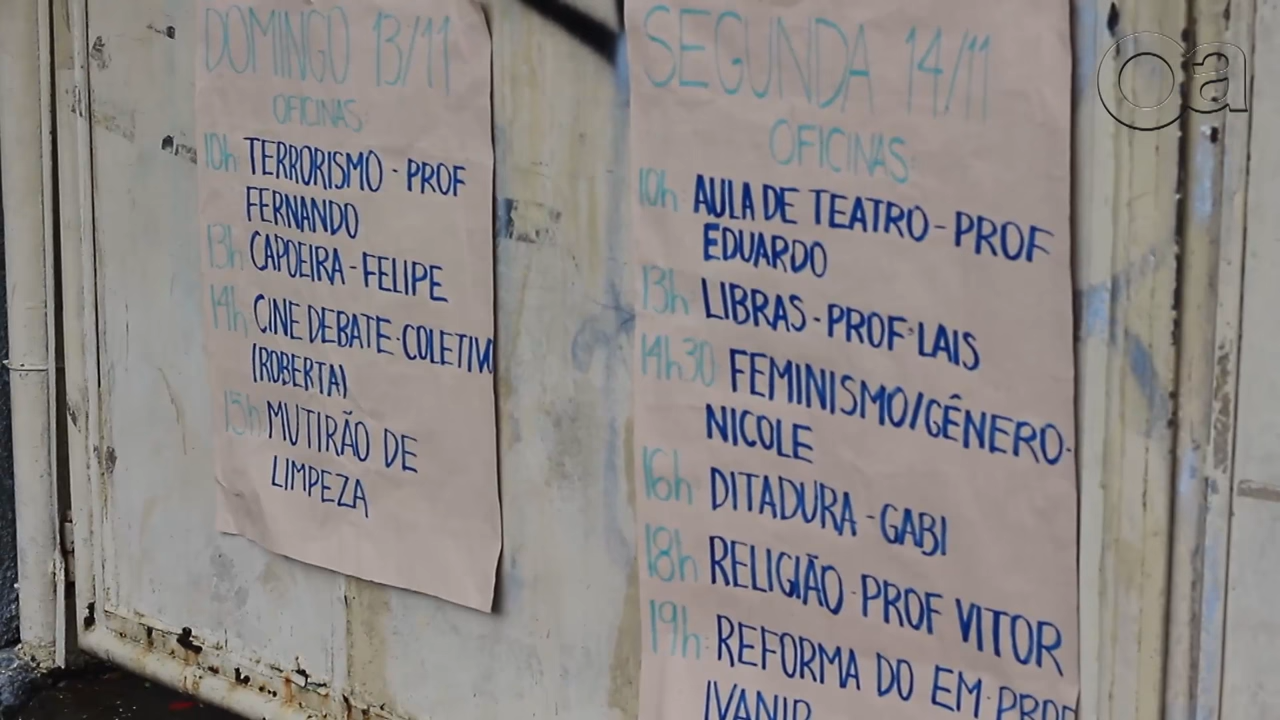 DOMINGO 13/11
OFICINAS
10h TERRORISMO - PROF
FERNANDO
13h CAPOEIRA - FELIPE
14h CINE DEBATE - COLETIVO
(ROBERTA)
15h MUTIRÃO DE
LIMPEZA
SEGUNDA 14/11
OFICINAS
10h AULA DE TEATRO - PROF
EDUARDO
13h LIBRAS - PROF LAIS
14h30 FEMINISMO/GÊNERO -
NICOLE
16h DITADURA - GABI
18h RELIGIÃO - PROF VITOR
19h REFORMA DO EM - PROF
IVANIR
oa